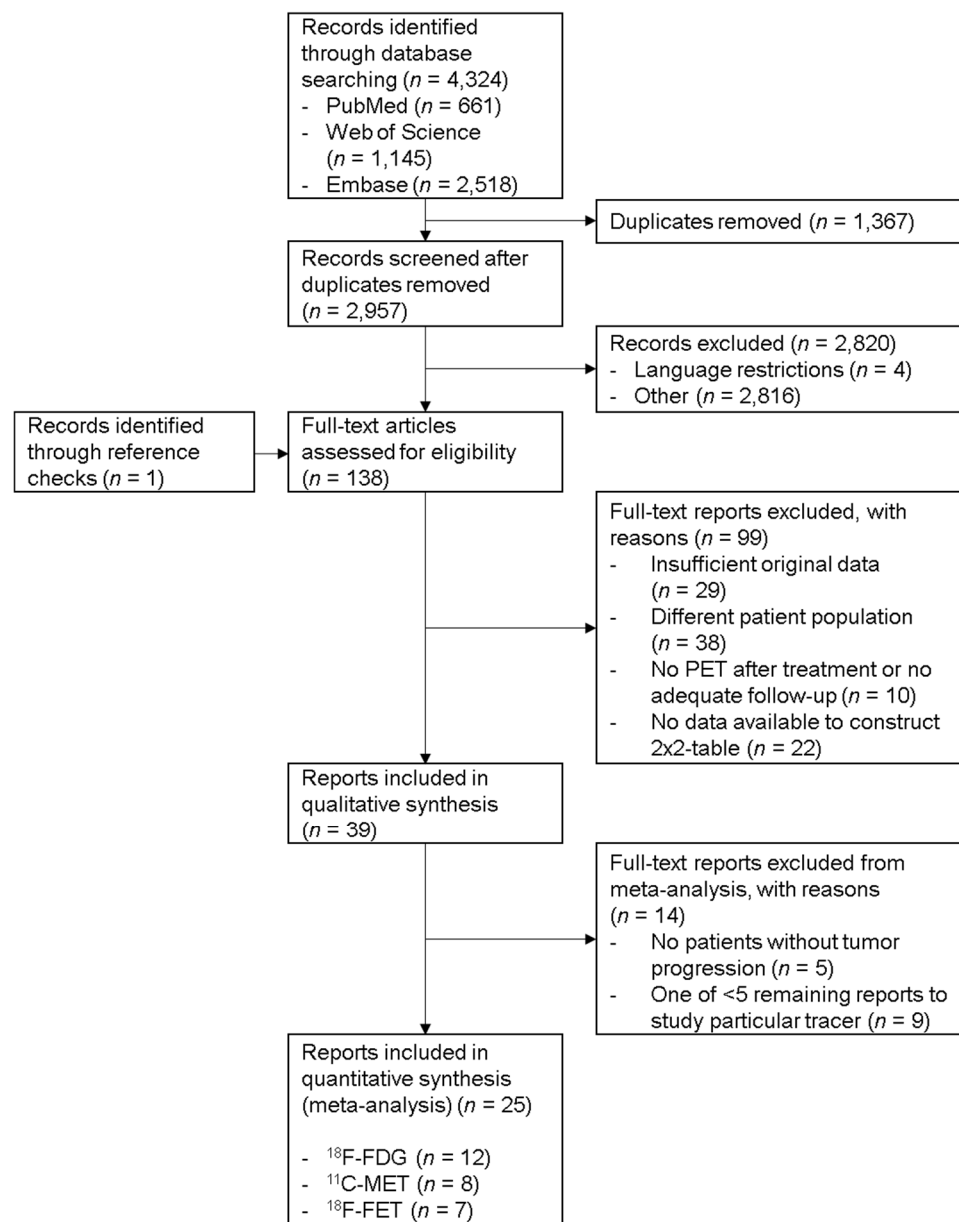 Records identified
through database
searching (n = 4,324)
- PubMed (n = 661)
- Web of Science
(n = 1,145)
- Embase (n = 2,518)
Duplicates removed (n = 1,367)
Records screened after
duplicates removed
(n = 2,957)
Records excluded (n = 2,820)
- Language restrictions (n = 4)
- Other (n = 2,816)
Records identified
through reference
checks (n = 1)
Full-text articles
assessed for eligibility
(n = 138)
Full-text reports excluded, with
reasons (n = 99)
- Insufficient original data
(n = 29)
- Different patient population
(n = 38)
- No PET after treatment or no
adequate follow-up (n = 10)
- No data available to construct
2x2-table (n = 22)
Reports included in
qualitative synthesis
(n = 39)
Full-text reports excluded from
meta-analysis, with reasons
(n = 14)
- No patients without tumor
progression (n = 5)
- One of <5 remaining reports to
study particular tracer (n = 9)
Reports included in
quantitative synthesis
(meta-analysis) (n = 25)
- ¹⁸F-FDG (n = 12)
- ¹¹C-MET (n = 8)
- ¹⁸F-FET (n = 7)